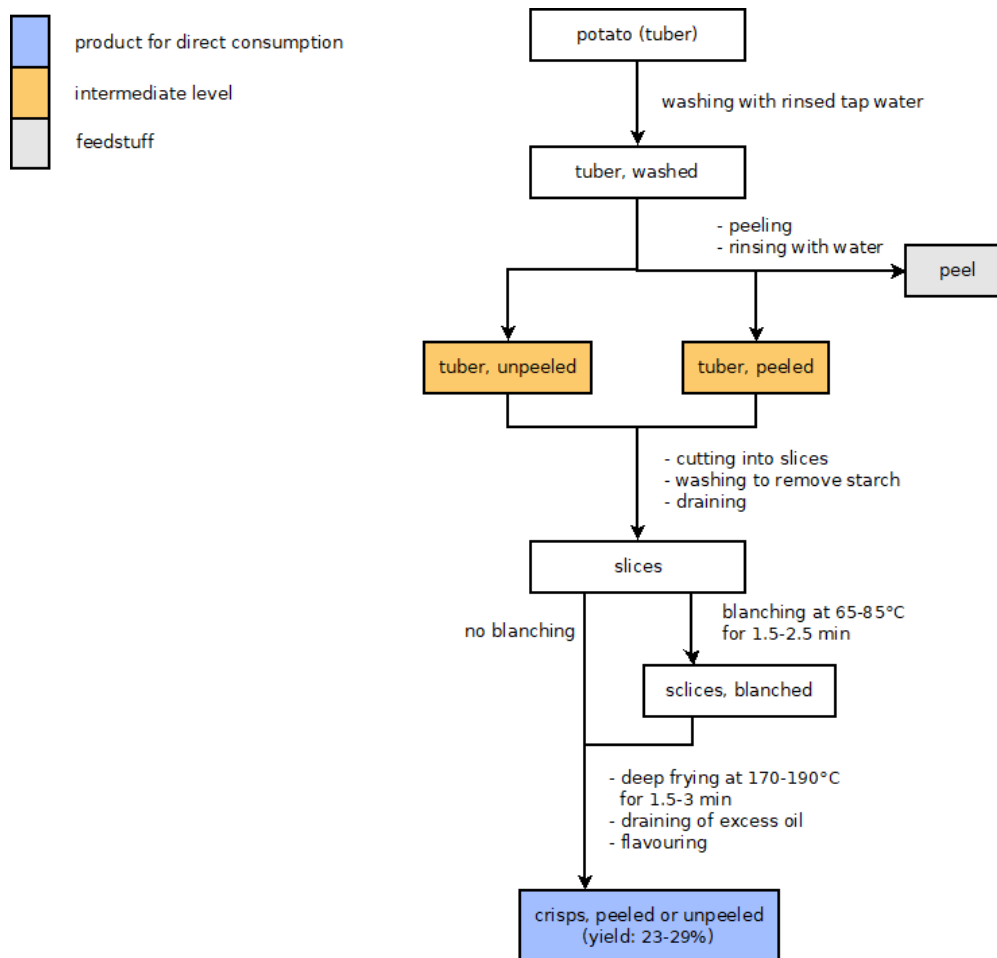 product for direct consumption
intermediate level
feedstuff
potato (tuber)
washing with rinsed tap water
tuber, washed
- peeling
- rinsing with water
peel
tuber, unpeeled
tuber, peeled
- cutting into slices
- washing to remove starch
- draining
slices
no blanching
blanching at 65-85°C
for 1.5-2.5 min
sclices, blanched
- deep frying at 170-190°C
for 1.5-3 min
- draining of excess oil
- flavouring
crisps, peeled or unpeeled
(yield: 23-29%)